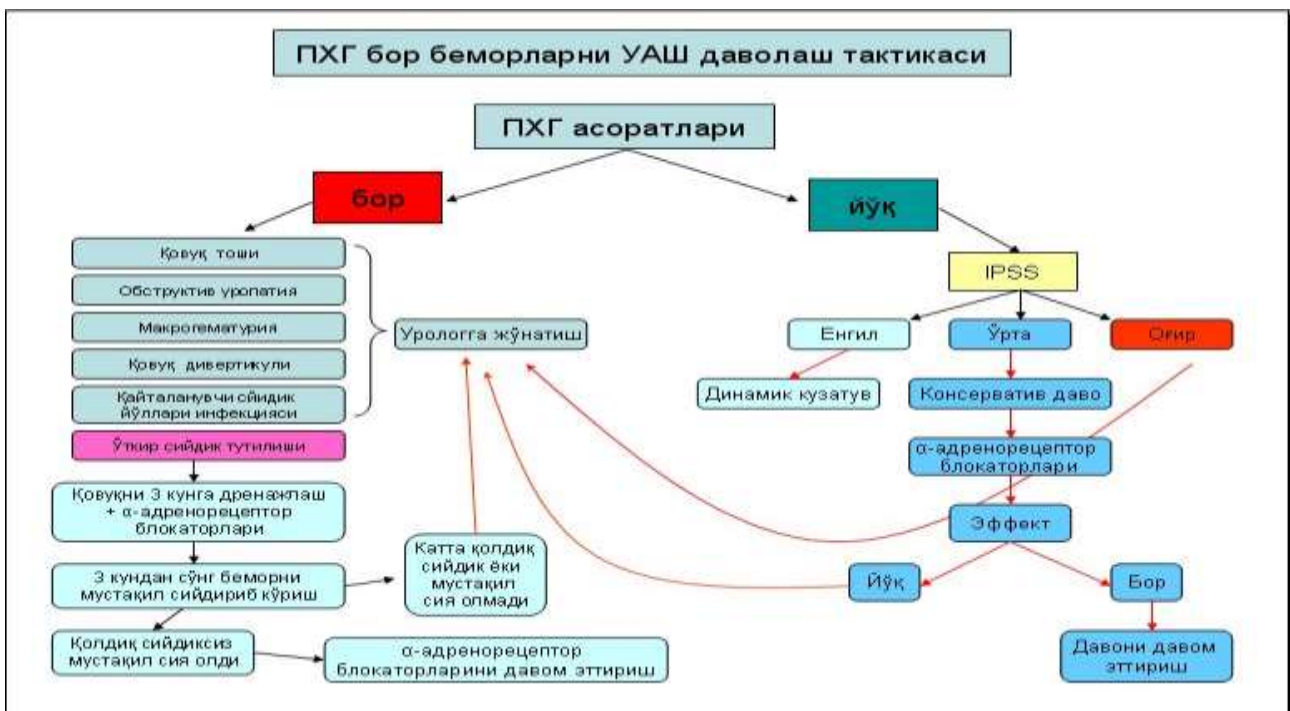 ПХГ бор беморларни УАШ даволаш тактикаси
ПХГ асоратлари
бор
йўқ
Қовуқ тоши
Обструктив уропатия
Макрогематурия
Қовуқ дивертикули
Қайталанувчи сийидик
йўллари инфекцияси
Ўткир сийдик тутилиши
Қовуқни 3 кунга дренажлаш
+ α-адренорецептор
блокаторлари
3 кундан сўнг беморни
мустақил сийдириб кўриш
Қолдиқ сийдиксиз
мустақил сия олди
Урологга жўнатиш
Катта қолдиқ
сийдик ёки
мустақил
сия олмади
α-адренорецептор
блокаторларини давом эттириш
IPSS
Енгил
Ўрта
Оғир
Динамик кузатув
Консерватив даво
α-адренорецептор
блокаторлари
Эффект
Йўқ
Бор
Давони давом
эттириш